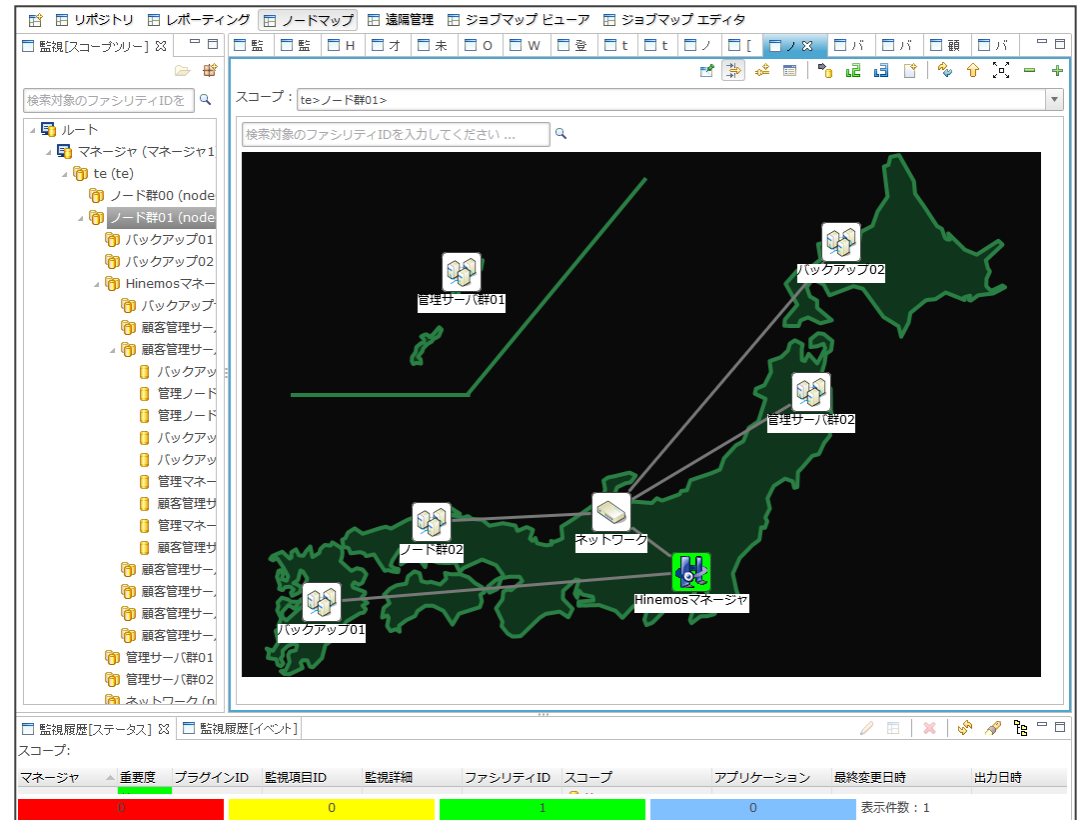 リポジトリ レポーティング ノードマップ 遠隔管理 ジョブマップ ビューア ジョブマップ エディタ
監視[スコープツリー]
監 監 H オ 未 O W 登 t t ノ [ ノ バ バ 顧 バ
検索対象のファシリティIDを
スコープ : te>ノード群01>
検索対象のファシリティIDを入力してください ...
ルート
マネージャ (マネージャ1
te (te)
ノード群00 (node
ノード群01 (node
バックアップ01
バックアップ02
Hinemosマネー
バックアップ
顧客管理サー
顧客管理サー
バックアッ
管理ノード
管理ノード
バックアッ
バックアッ
管理マネー
顧客管理サ
管理マネー
顧客管理サ
顧客管理サー
顧客管理サー
顧客管理サー
顧客管理サー
管理サーバ群01
管理サーバ群02
ネットワーク (n
バックアップ02
管理サーバ群01
管理サーバ群02
ネットワーク
ノード群02
Hinemosマネージャ
バックアップ01
監視履歴[ステータス] 監視履歴[イベント]
スコープ:
マネージャ 重要度 プラグインID 監視項目ID 監視詳細 ファシリティID スコープ アプリケーション 最終変更日時 出力日時
0 0 1 0 表示件数 : 1